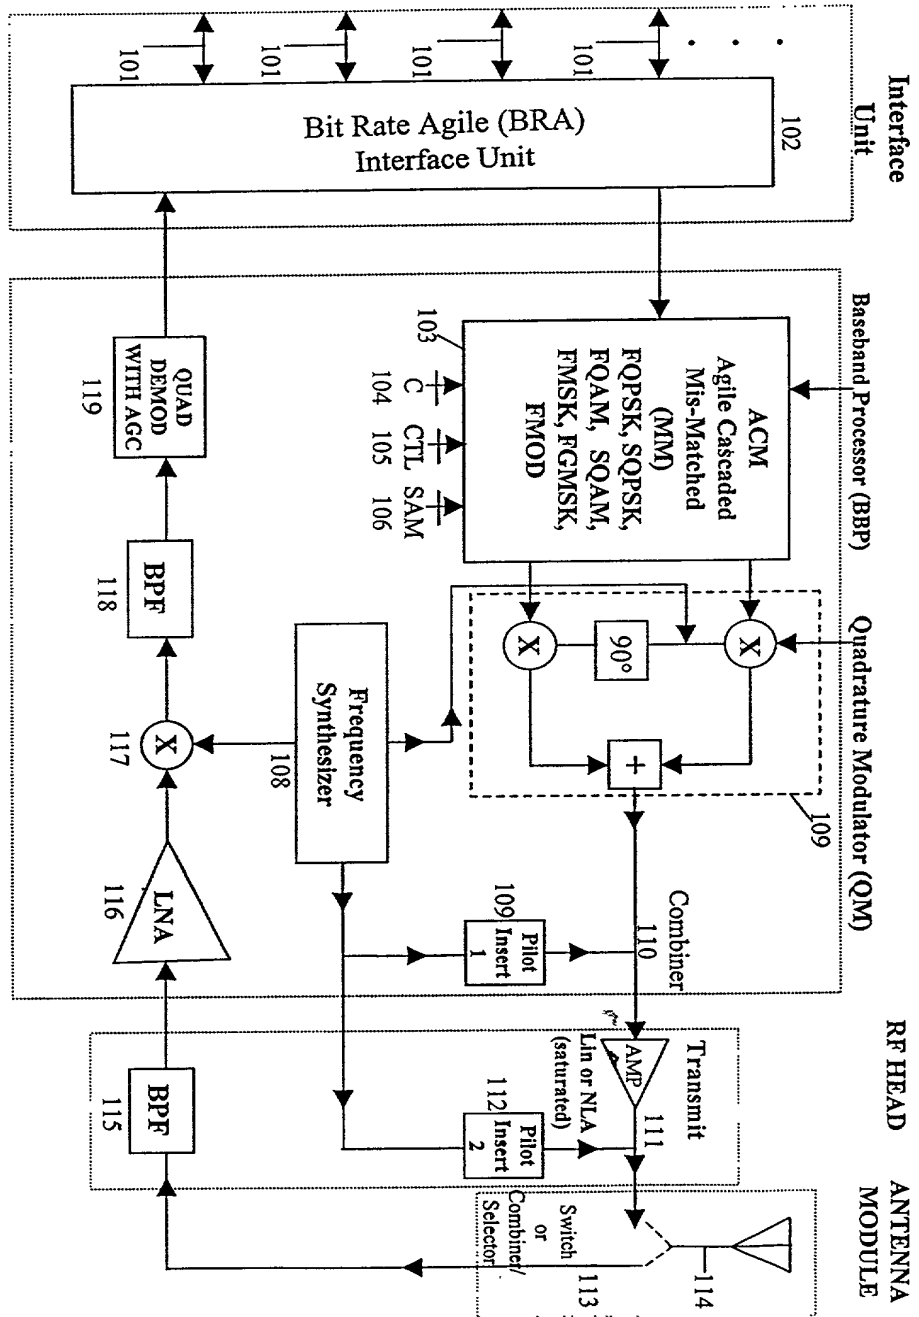 Interface
Unit
RF HEAD
ANTENNA
MODULE
Baseband Processor (BBP)
Quadrature Modulator (QM)
102
101
101
101
101
Bit Rate Agile (BRA)
Interface Unit
ACM
Agile Cascaded
Mis-Matched
(MM)
FQPSK, SQPSK,
FQAM, SQAM,
FMSK, FGMSK,
FMOD
103
C
104
CTL
105
SAM
106
X
90°
X
+
109
Combiner
110
Pilot
Insert
1
109
Transmit
AMP
111
Lin or NLA
(saturated)
Pilot
Insert
2
112
114
113
Switch
or
Combiner/
Selector
Frequency
Synthesizer
108
QUAD
DEMOD
WITH AGC
119
BPF
118
X
117
LNA
116
BPF
115